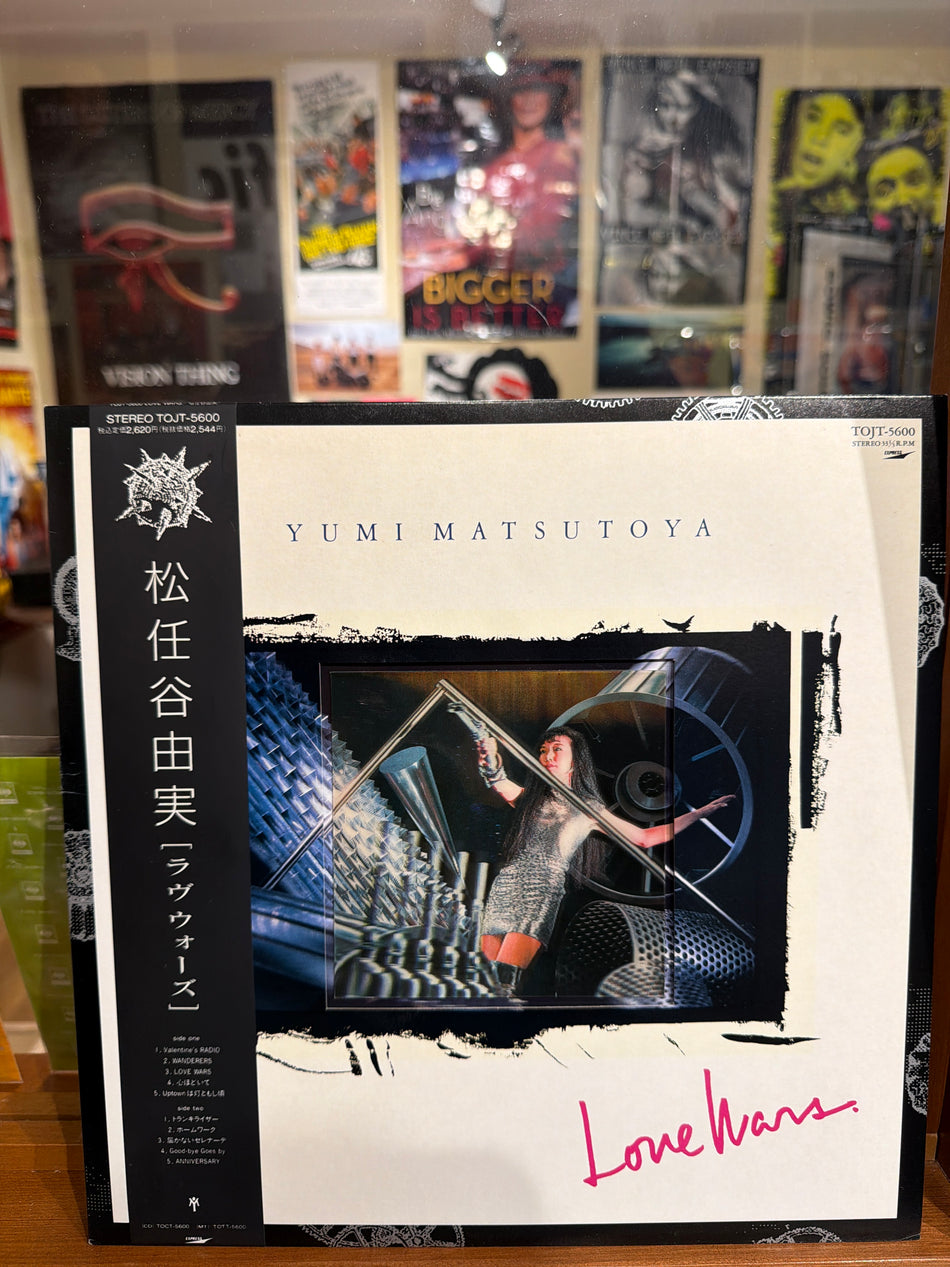 VISION THING
BIGGER
IS BETTER
STEREO TOJT-5600
税込定価2,620円(税抜価格2,544円)
松任谷由実[ラヴウォーズ]
side one
1. Valentine's RADIO
2. WANDERERS
3. LOVE WARS
4. 心ほどいて
5. Uptownは灯ともし頃
side two
1. トランキライザー
2. ホームワーク
3. 届かないセレナーデ
4. Good-bye Goes by
5. ANNIVERSARY
(CD) TOCT-5600 (MT) TOTT-5600
EXPRESS
TOJT-5600
STEREO 33⅓ R.P.M
EXPRESS
YUMI MATSUTOYA
Love Wars.